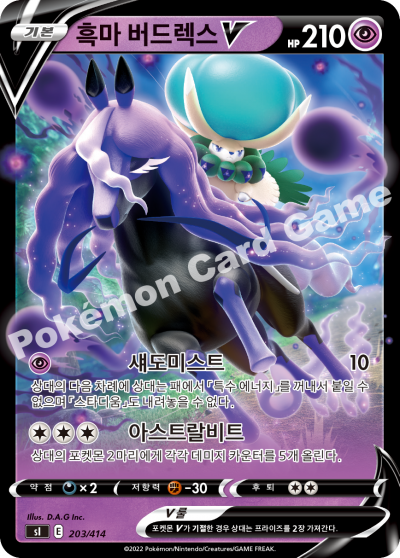 기본 흑마 버드렉스 V HP 210
Pokémon Card Game
섀도미스트 10
상대의 다음 차례에 상대는 패에서 「특수 에너지」를 꺼내서 붙일 수
없으며 「스타디움」도 내려놓을 수 없다.
아스트랄비트
상대의 포켓몬 2마리에게 각각 데미지 카운터를 5개 올린다.
약점 ×2 저항력 -30 후퇴
Illus. D.A.G Inc.
V 룰
sI E 203/414
포켓몬 V가 기절한 경우 상대는 프라이즈를 2장 가져간다.
©2022 Pokémon/Nintendo/Creatures/GAME FREAK.